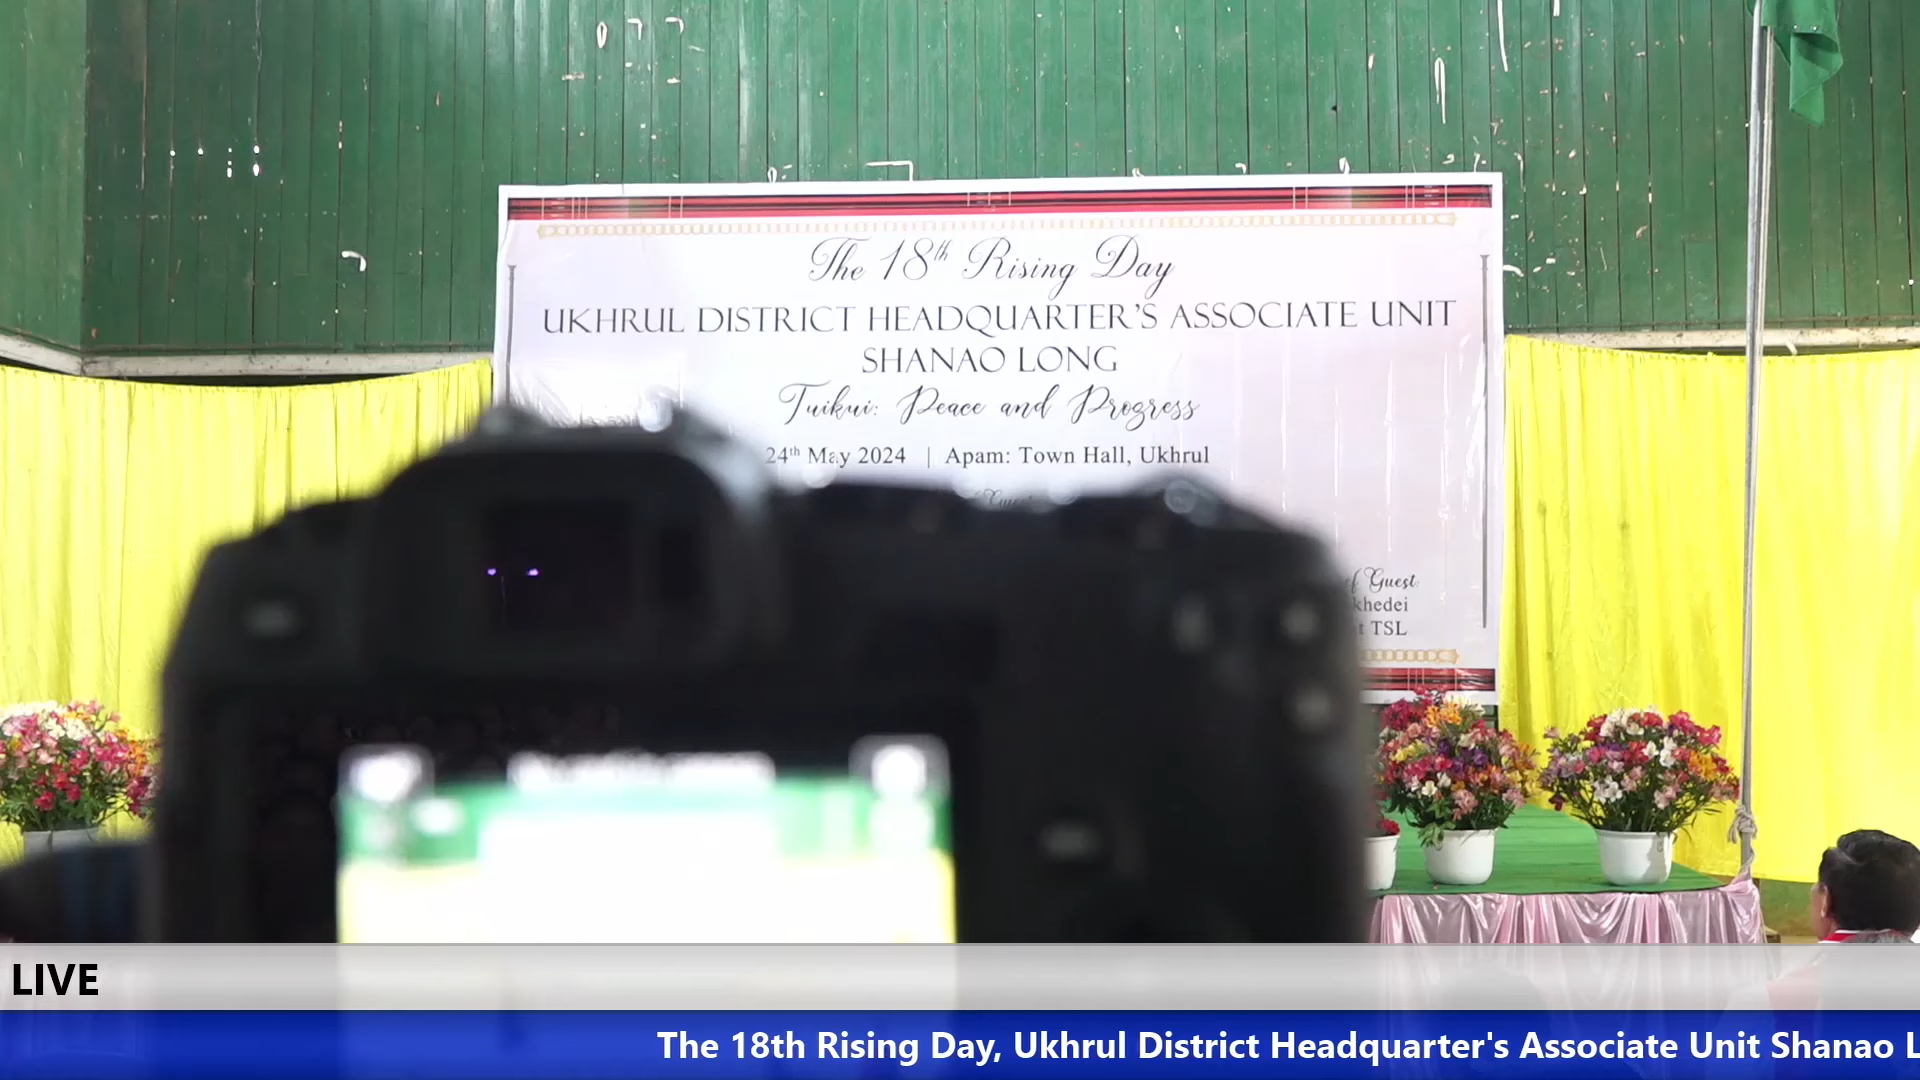 The 18th Rising Day
UKHRUL DISTRICT HEADQUARTER'S ASSOCIATE UNIT
SHANAO LONG
Tuikui: Peace and Progress
24th May 2024 | Apam: Town Hall, Ukhrul
Guest:
khedei
TSL
LIVE
The 18th Rising Day, Ukhrul District Headquarter's Associate Unit Shanao